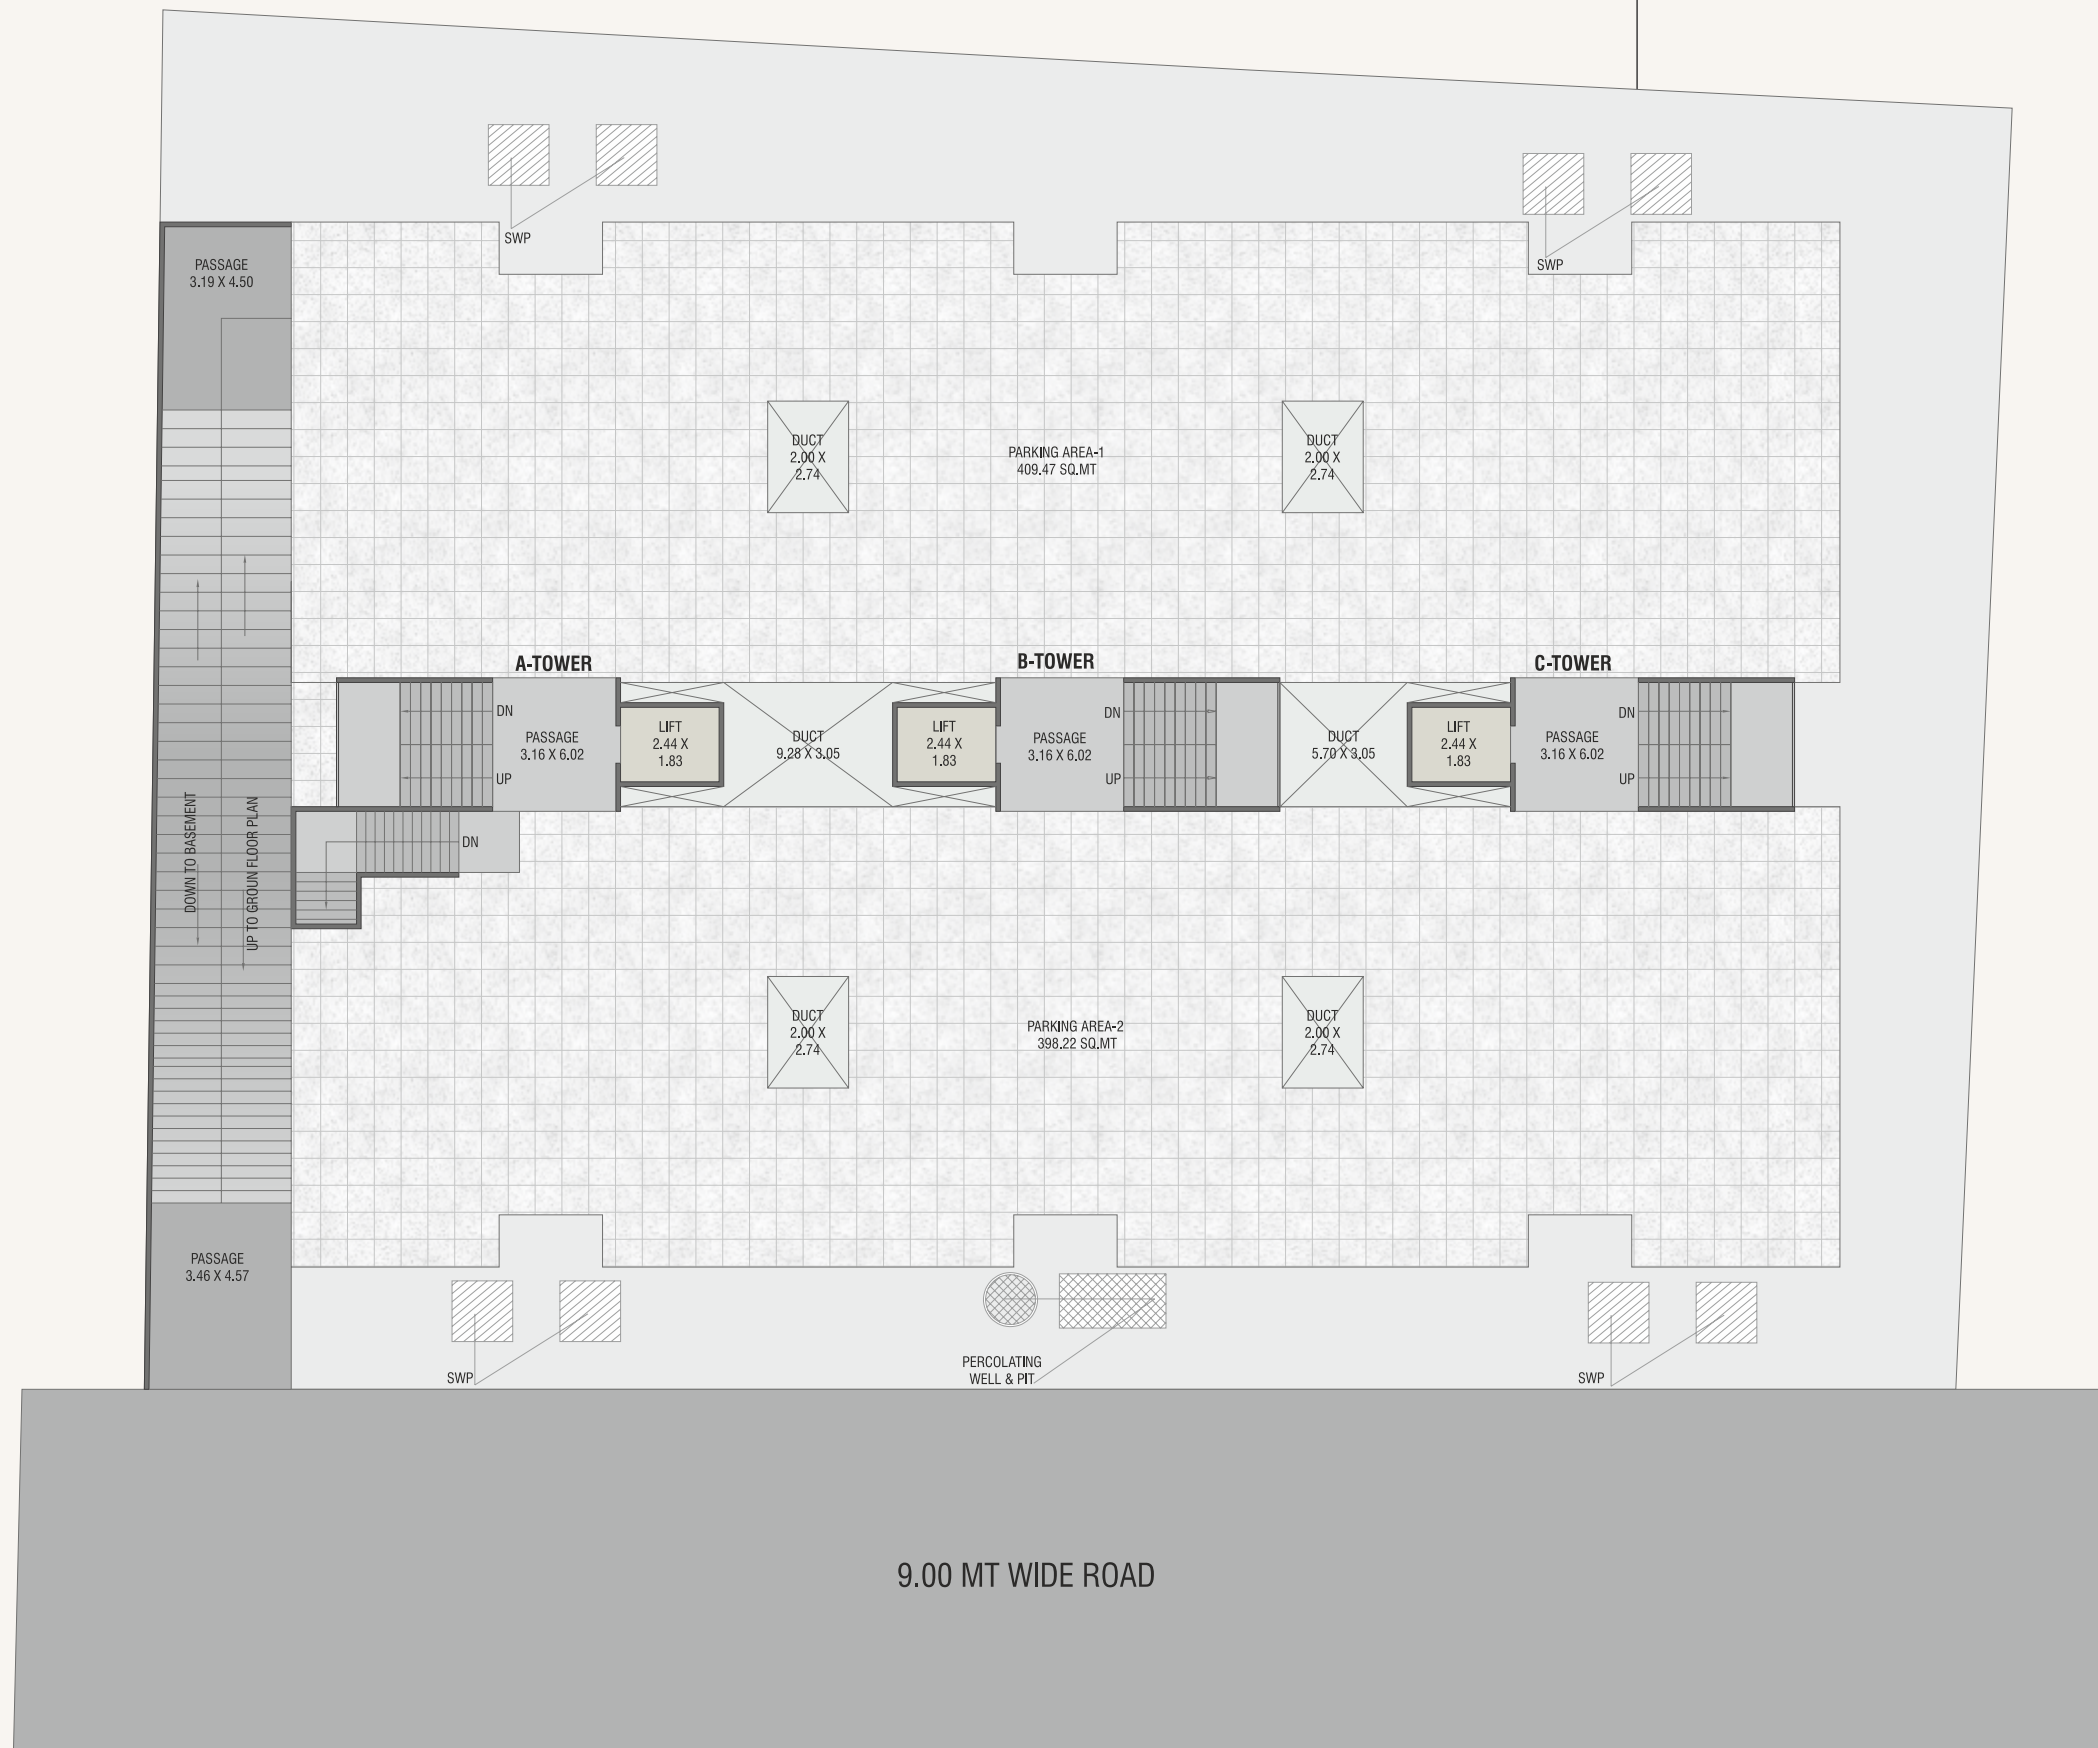 SWP
SWP
PASSAGE
3.19 X 4.50
DUCT
2.00 X
2.74
PARKING AREA-1
409.47 SQ.MT
DUCT
2.00 X
2.74
A-TOWER
B-TOWER
C-TOWER
DN
UP
PASSAGE
3.16 X 6.02
LIFT
2.44 X
1.83
DUCT
9.28 X 3.05
LIFT
2.44 X
1.83
PASSAGE
3.16 X 6.02
DN
UP
DUCT
5.70 X 3.05
LIFT
2.44 X
1.83
PASSAGE
3.16 X 6.02
DN
UP
DN
DOWN TO BASEMENT
UP TO GROUN FLOOR PLAN
DUCT
2.00 X
2.74
PARKING AREA-2
398.22 SQ.MT
DUCT
2.00 X
2.74
PASSAGE
3.46 X 4.57
SWP
PERCOLATING
WELL & PIT
SWP
9.00 MT WIDE ROAD